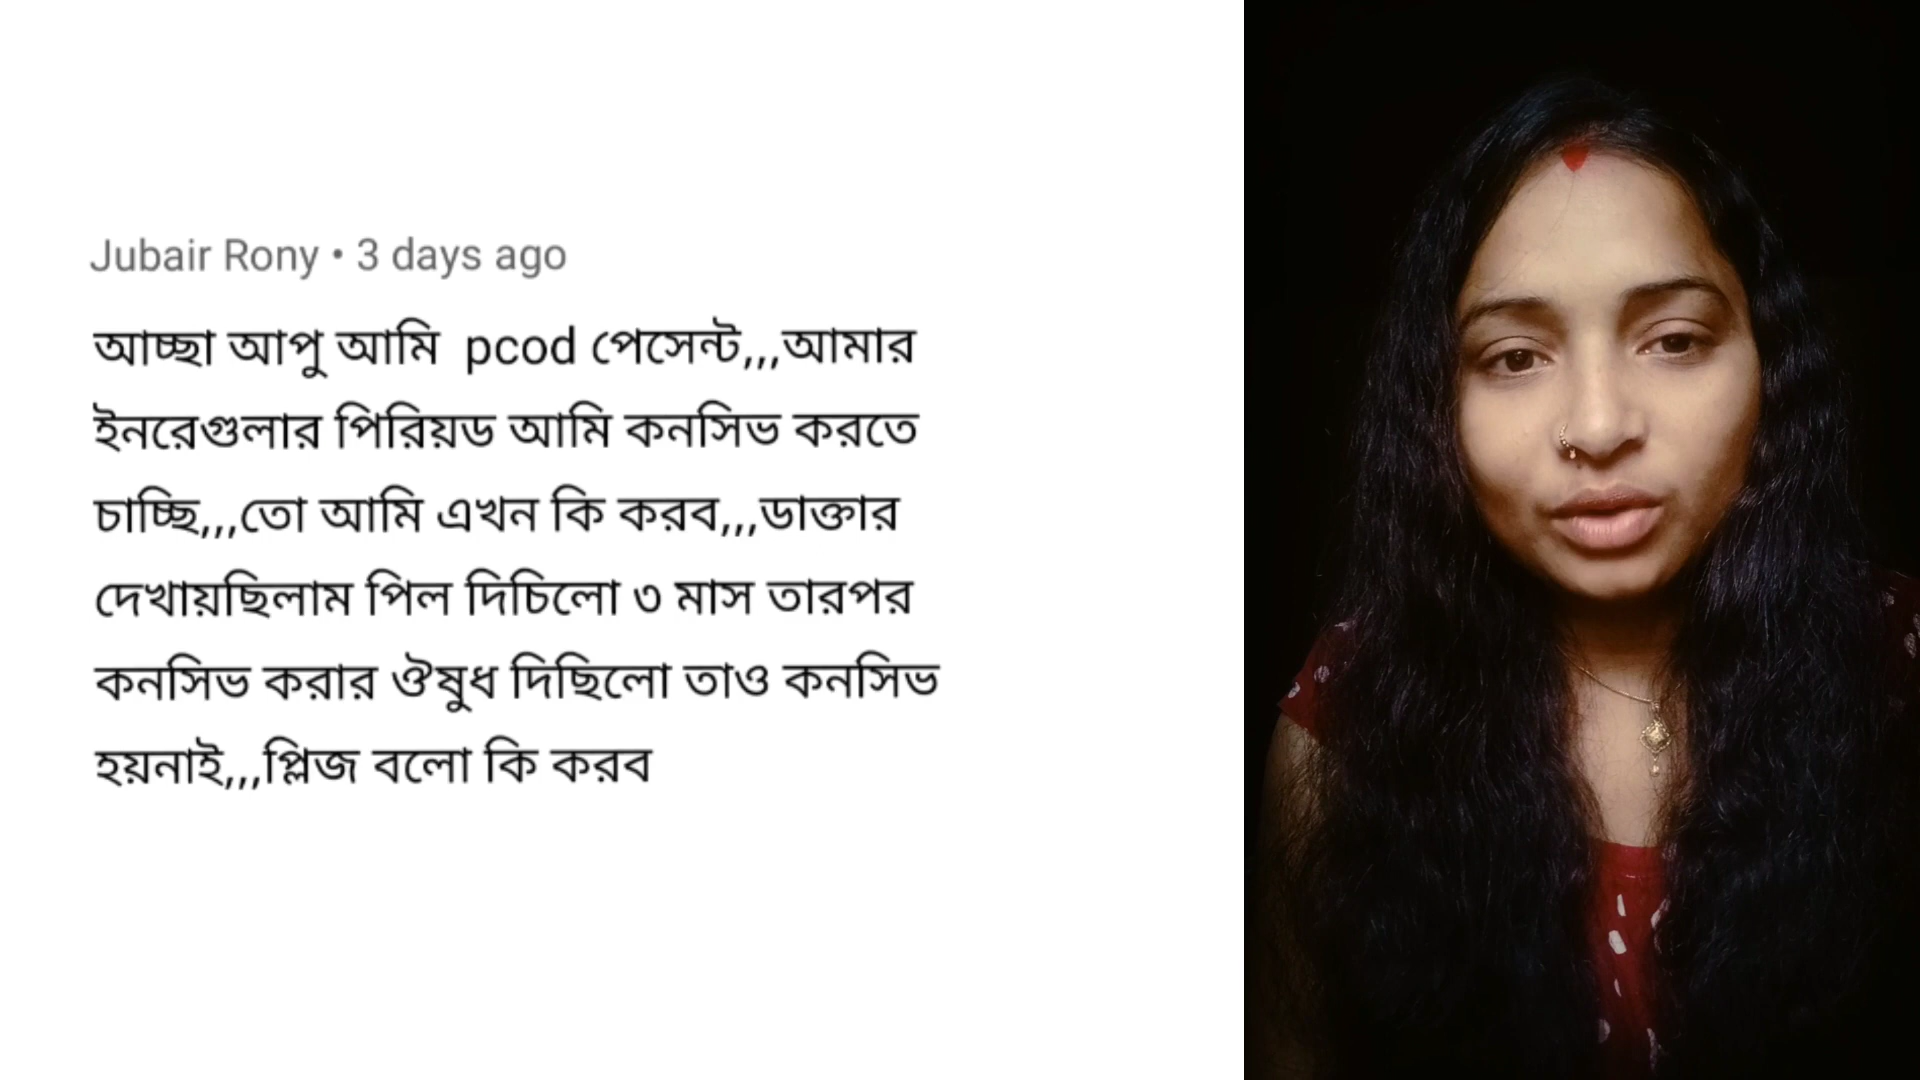 Jubair Rony • 3 days ago
আচ্ছা আপু আমি pcod পেসেন্ট,,,আমার
ইনরেগুলার পিরিয়ড আমি কনসিভ করতে
চাচ্ছি,,,তো আমি এখন কি করব,,,ডাক্তার
দেখায়ছিলাম পিল দিচিলো ৩ মাস তারপর
কনসিভ করার ঔষুধ দিছিলো তাও কনসিভ
হয়নাই,,,প্লিজ বলো কি করব